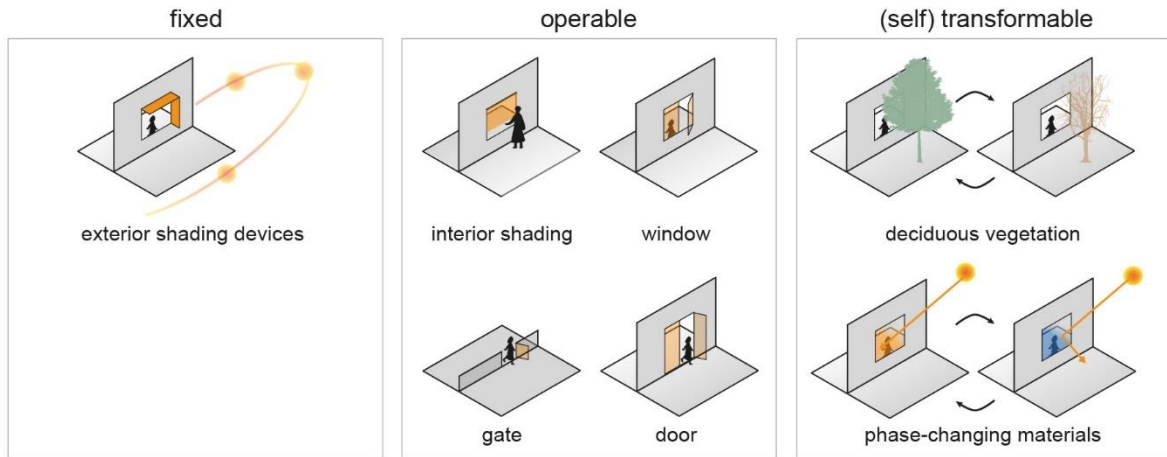 fixed
operable
(self) transformable
exterior shading devices
interior shading
window
gate
door
deciduous vegetation
phase-changing materials